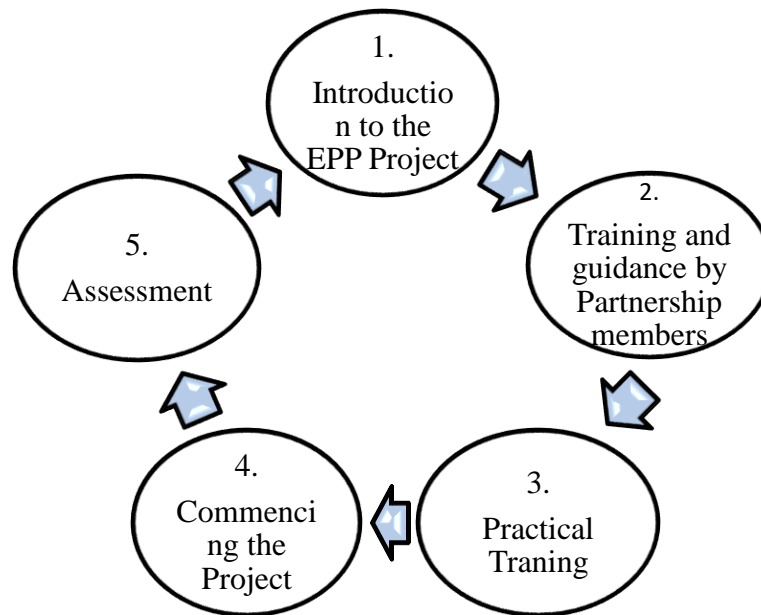 1.
Introductio
n to the
EPP Project
2.
Training and
guidance by
Partnership
members
3.
Practical
Traning
4.
Commenci
ng the
Project
5.
Assessment